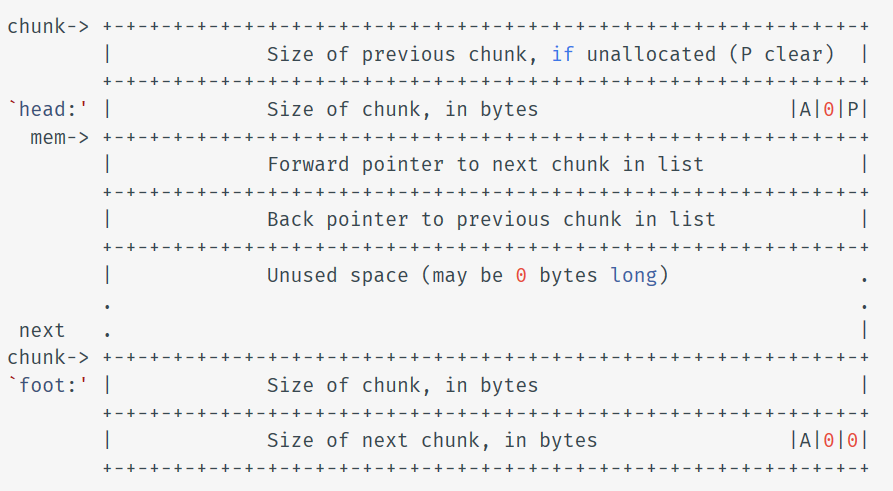 chunk-> +-+-+-+-+-+-+-+-+-+-+-+-+-+-+-+-+-+-+-+-+-+-+-+-+-+-+-+-+-+-+-+-+
        |             Size of previous chunk, if unallocated (P clear)  |
        +-+-+-+-+-+-+-+-+-+-+-+-+-+-+-+-+-+-+-+-+-+-+-+-+-+-+-+-+-+-+-+-+
`head:' |             Size of chunk, in bytes                     |A|0|P|
  mem-> +-+-+-+-+-+-+-+-+-+-+-+-+-+-+-+-+-+-+-+-+-+-+-+-+-+-+-+-+-+-+-+-+
        |             Forward pointer to next chunk in list             |
        +-+-+-+-+-+-+-+-+-+-+-+-+-+-+-+-+-+-+-+-+-+-+-+-+-+-+-+-+-+-+-+-+
        |             Back pointer to previous chunk in list            |
        +-+-+-+-+-+-+-+-+-+-+-+-+-+-+-+-+-+-+-+-+-+-+-+-+-+-+-+-+-+-+-+-+
        |             Unused space (may be 0 bytes long)                .
        .                                                               .
 next   .                                                               |
chunk-> +-+-+-+-+-+-+-+-+-+-+-+-+-+-+-+-+-+-+-+-+-+-+-+-+-+-+-+-+-+-+-+-+
`foot:' |             Size of chunk, in bytes                           |
        +-+-+-+-+-+-+-+-+-+-+-+-+-+-+-+-+-+-+-+-+-+-+-+-+-+-+-+-+-+-+-+-+
        |             Size of next chunk, in bytes                |A|0|0|
        +-+-+-+-+-+-+-+-+-+-+-+-+-+-+-+-+-+-+-+-+-+-+-+-+-+-+-+-+-+-+-+-+